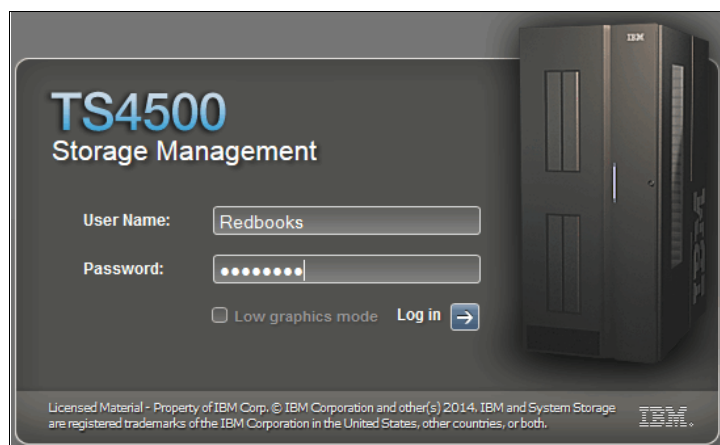 IBM
TS4500
Storage Management
User Name:
Redbooks
Password:
••••••••
Low graphics mode
Log in
IBM
Licensed Material - Property of IBM Corp. © IBM Corporation and other(s) 2014. IBM and System Storage
are registered trademarks of the IBM Corporation in the United States, other countries, or both.
IBM.